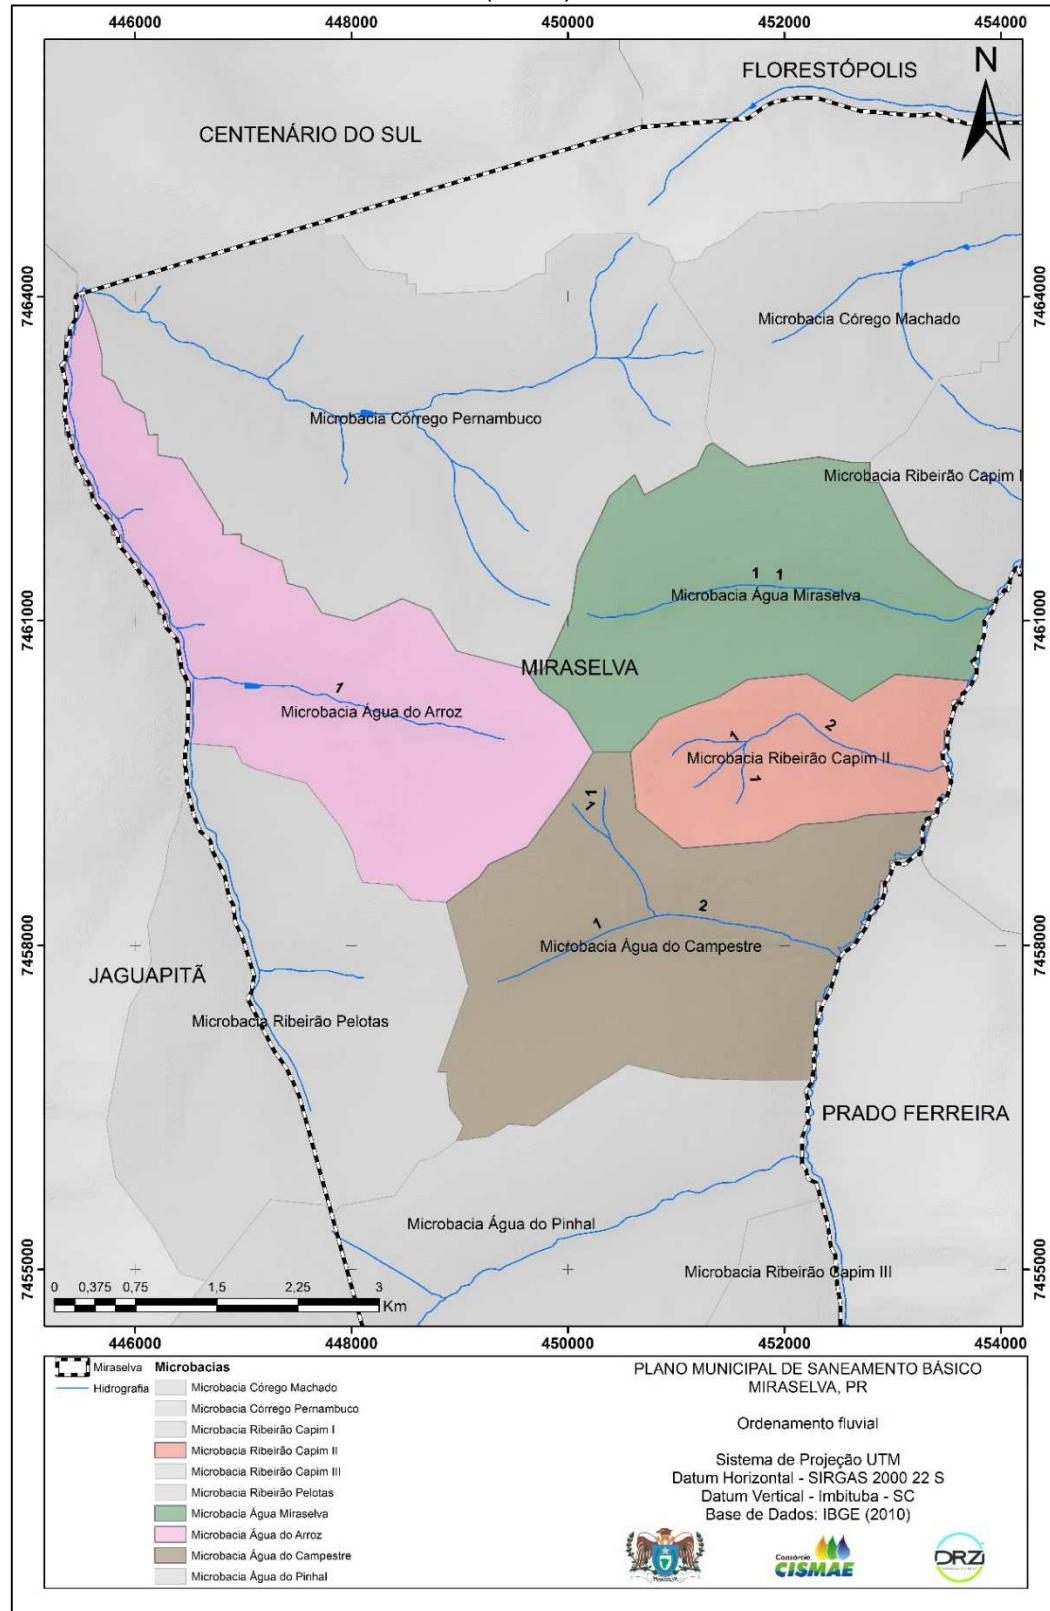 446000 448000 450000 452000 454000
FLORESTÓPOLIS
N
CENTENÁRIO DO SUL
7464000 7464000
Microbacia Córego Machado
Microbacia Córrego Pernambuco
Microbacia Ribeirão Capim I
1 1
Microbacia Água Miraselva
7461000 7461000
MIRASELVA
1
Microbacia Água do Arroz
1 2
Microbacia Ribeirão Capim II
1
1
1
2
1
Microbacia Água do Campestre
7458000 7458000
JAGUAPITÃ
Microbacia Ribeirão Pelotas
PRADO FERREIRA
Microbacia Água do Pinhal
Microbacia Ribeirão Capim III
7455000 7455000
0 0,375 0,75 1,5 2,25 3
Km
446000 448000 450000 452000 454000
Miraselva
Hidrografia
Microbacias
Microbacia Córego Machado
Microbacia Córrego Pernambuco
Microbacia Ribeirão Capim I
Microbacia Ribeirão Capim II
Microbacia Ribeirão Capim III
Microbacia Ribeirão Pelotas
Microbacia Água Miraselva
Microbacia Água do Arroz
Microbacia Água do Campestre
Microbacia Água do Pinhal
PLANO MUNICIPAL DE SANEAMENTO BÁSICO
MIRASELVA, PR
Ordenamento fluvial
Sistema de Projeção UTM
Datum Horizontal - SIRGAS 2000 22 S
Datum Vertical - Imbituba - SC
Base de Dados: IBGE (2010)
Consórcio
CISMAE
DRZ